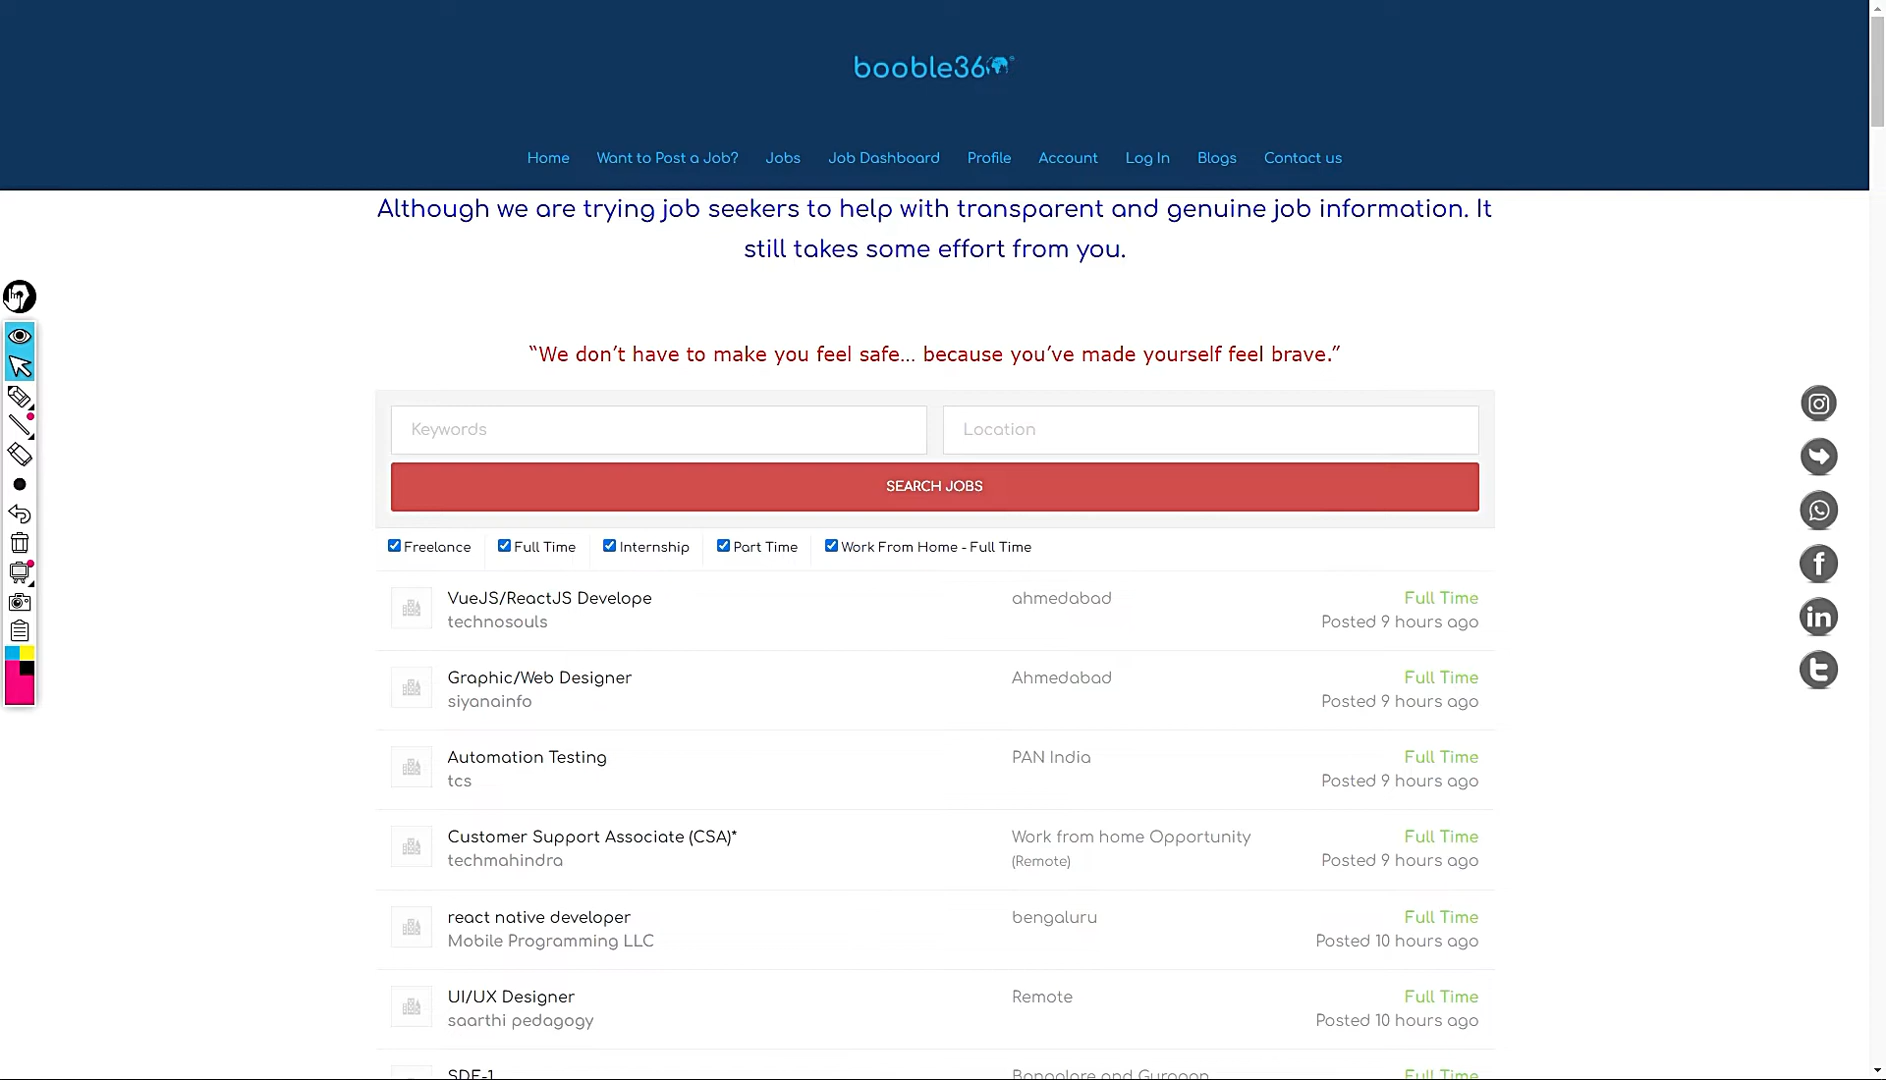 booble360
Home Want to Post a Job? Jobs Job Dashboard Profile Account Log In Blogs Contact us
Although we are trying job seekers to help with transparent and genuine job information. It
still takes some effort from you.
“We don’t have to make you feel safe… because you’ve made yourself feel brave.”
Keywords Location
SEARCH JOBS
Freelance Full Time Internship Part Time Work From Home - Full Time
VueJS/ReactJS Develope ahmedabad Full Time
technosouls Posted 9 hours ago
Graphic/Web Designer Ahmedabad Full Time
siyanainfo Posted 9 hours ago
Automation Testing PAN India Full Time
tcs Posted 9 hours ago
Customer Support Associate (CSA)* Work from home Opportunity Full Time
techmahindra (Remote) Posted 9 hours ago
react native developer bengaluru Full Time
Mobile Programming LLC Posted 10 hours ago
UI/UX Designer Remote Full Time
saarthi pedagogy Posted 10 hours ago
SDE-1 Bangalore and Gurgaon Full Time